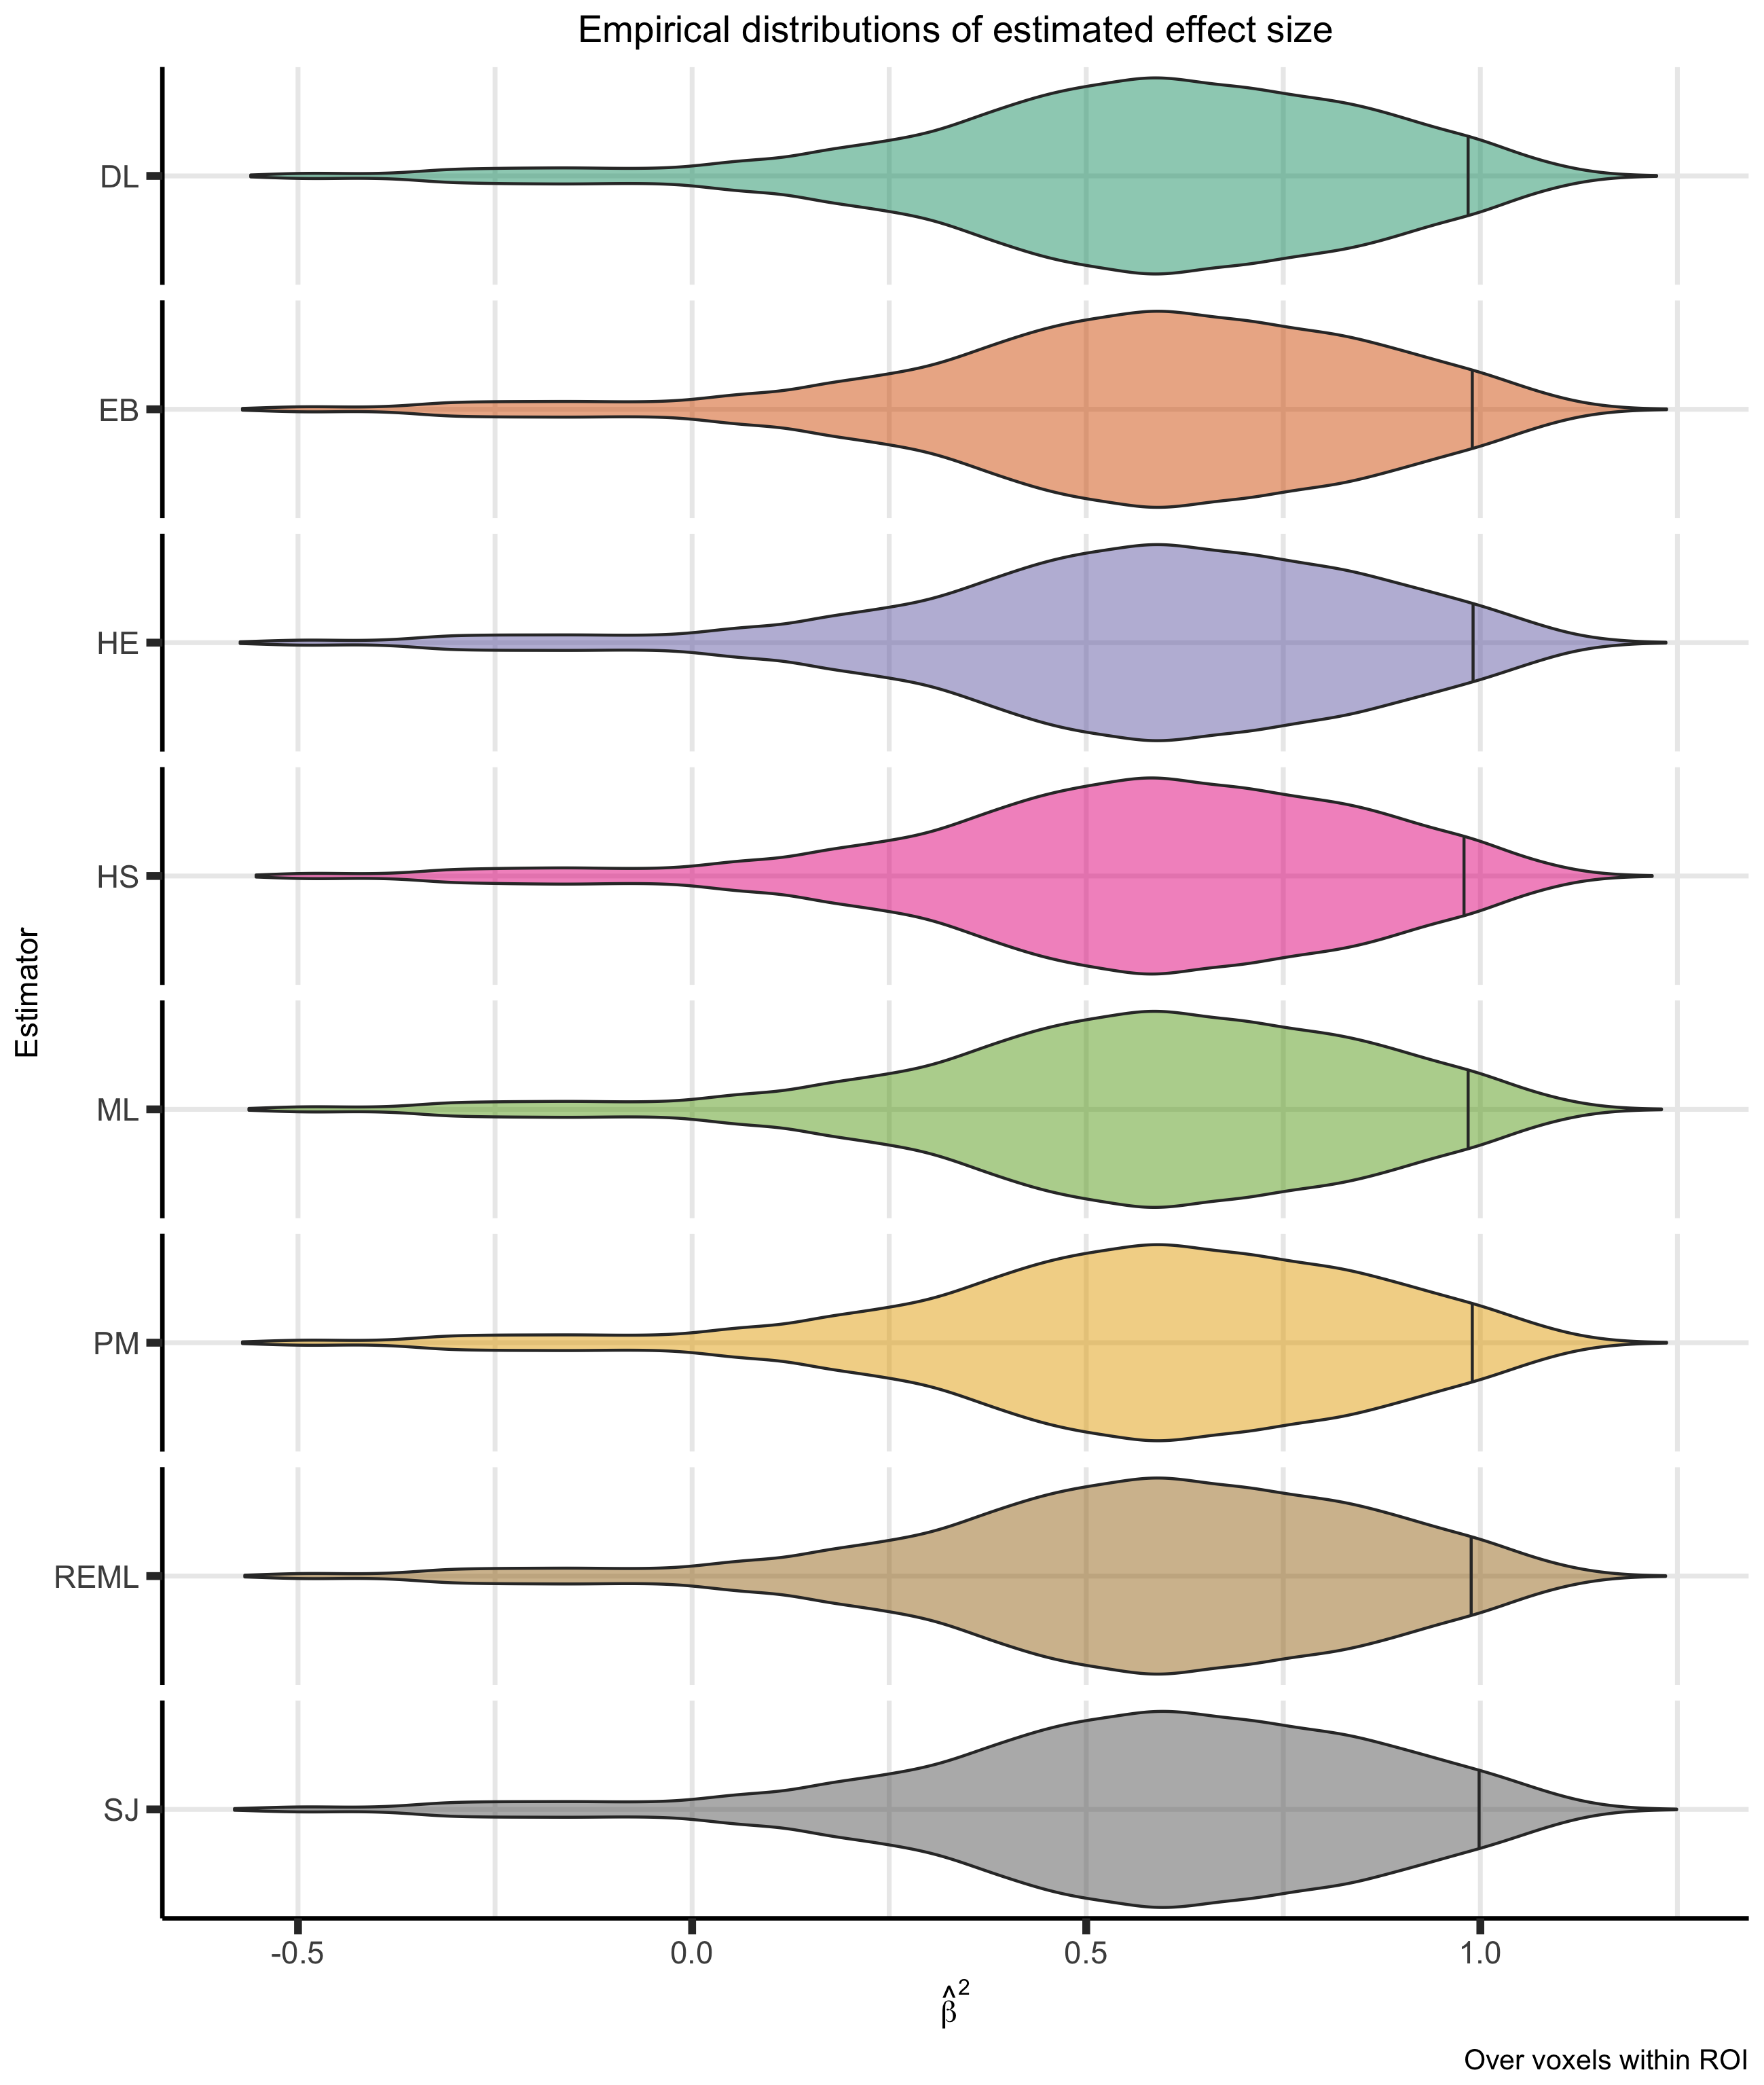 Empirical distributions of estimated effect size
DL
EB
HE
HS
ML
PM
REML
SJ
Estimator
-0.5 0.0 0.5 1.0
β̂²
Over voxels within ROI